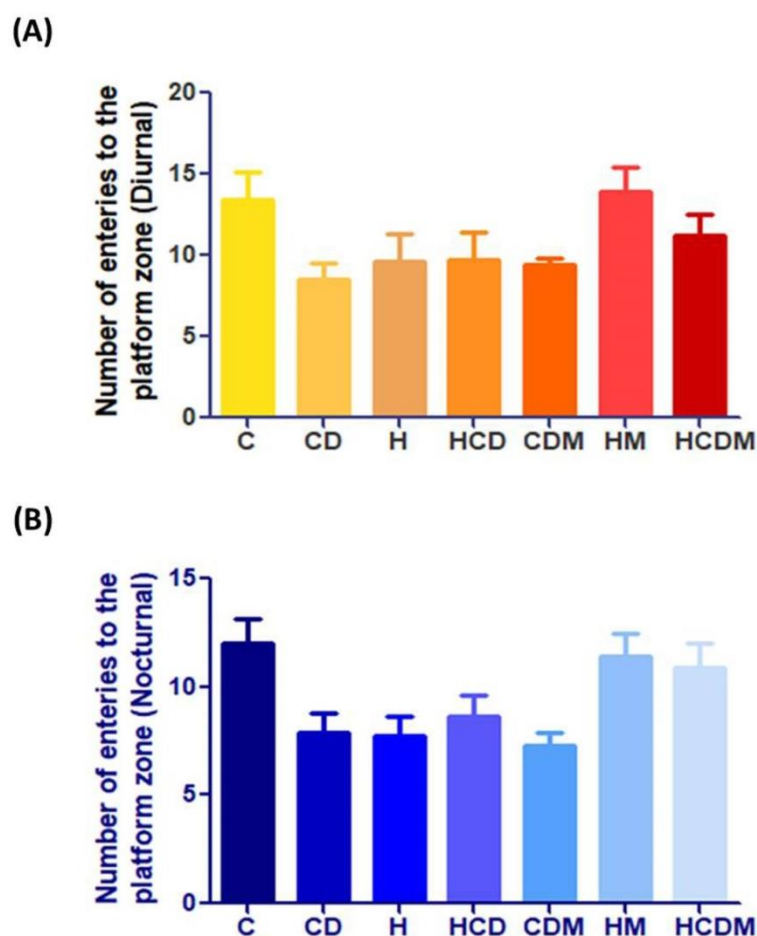 (A)
Number of enteries to the
platform zone (Diurnal)
20
15
10
5
0
C CD H HCD CDM HM HCDM
(B)
Number of enteries to the
platform zone (Nocturnal)
15
10
5
0
C CD H HCD CDM HM HCDM